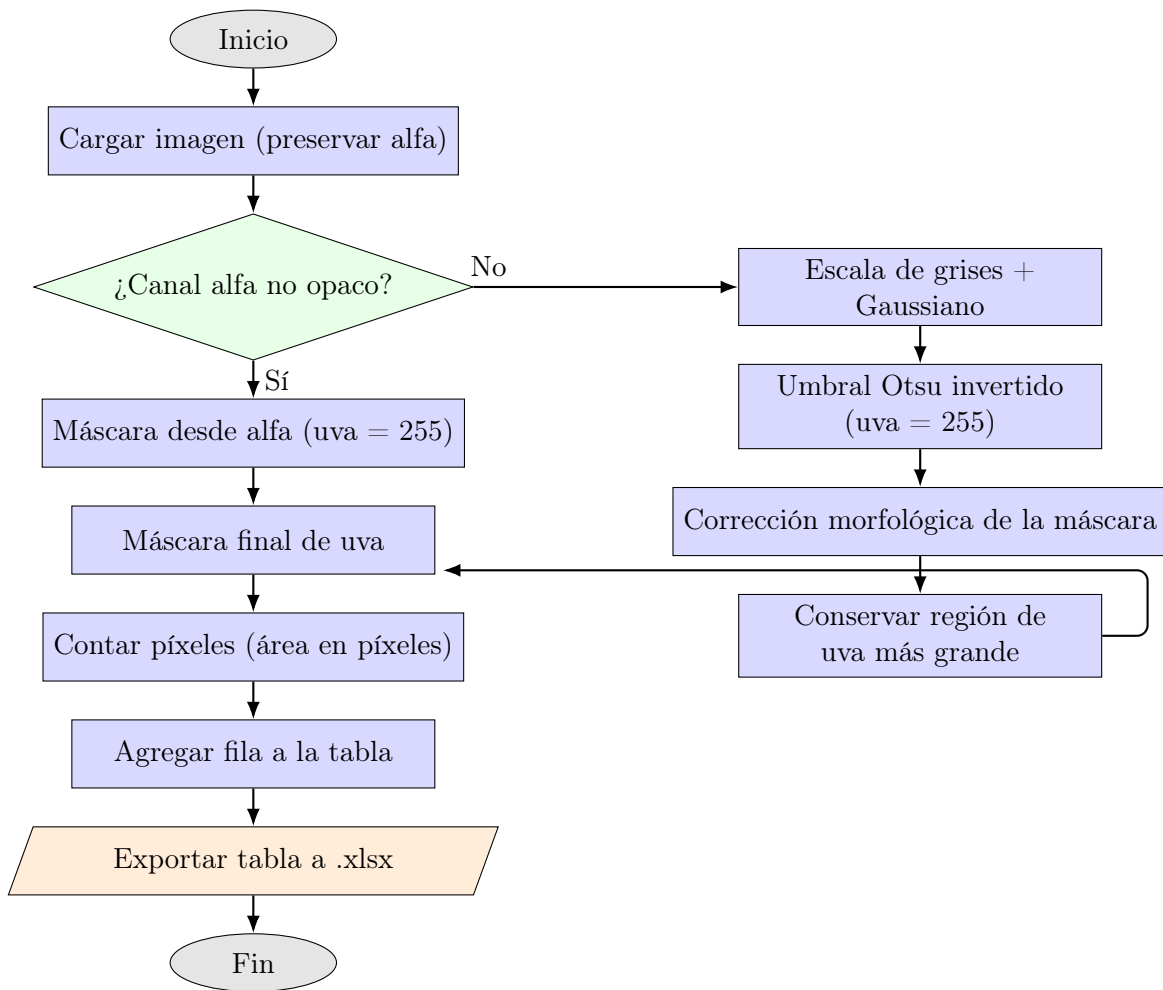 Inicio
Cargar imagen (preservar alfa)
¿Canal alfa no opaco?
No
Sí
Máscara desde alfa (uva = 255)
Máscara final de uva
Contar píxeles (área en píxeles)
Agregar fila a la tabla
Exportar tabla a .xlsx
Fin
Escala de grises +
Gaussiano
Umbral Otsu invertido
(uva = 255)
Corrección morfológica de la máscara
Conservar región de
uva más grande